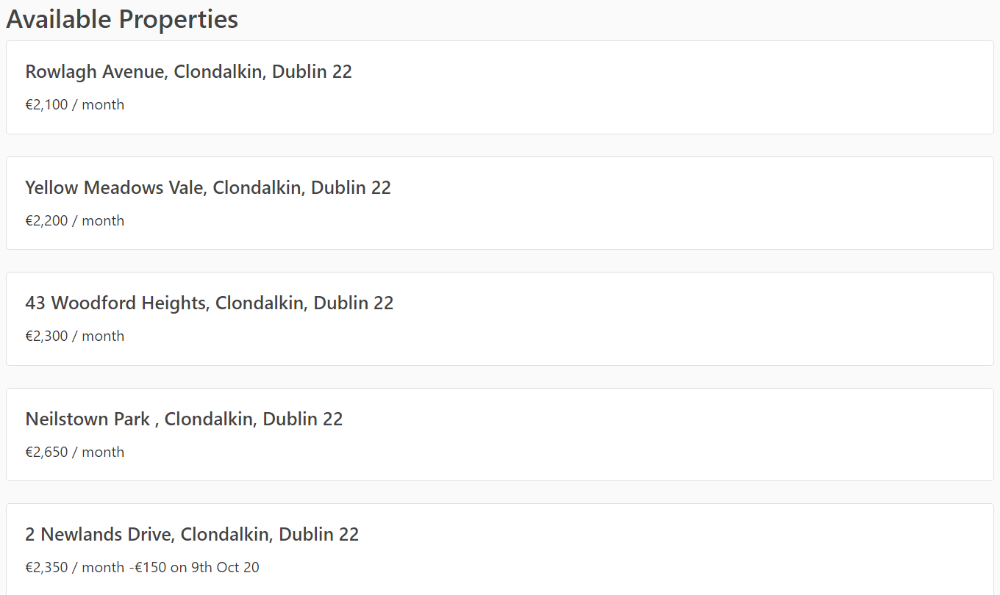 Available Properties
Rowlagh Avenue, Clondalkin, Dublin 22
€2,100 / month
Yellow Meadows Vale, Clondalkin, Dublin 22
€2,200 / month
43 Woodford Heights, Clondalkin, Dublin 22
€2,300 / month
Neilstown Park , Clondalkin, Dublin 22
€2,650 / month
2 Newlands Drive, Clondalkin, Dublin 22
€2,350 / month -€150 on 9th Oct 20